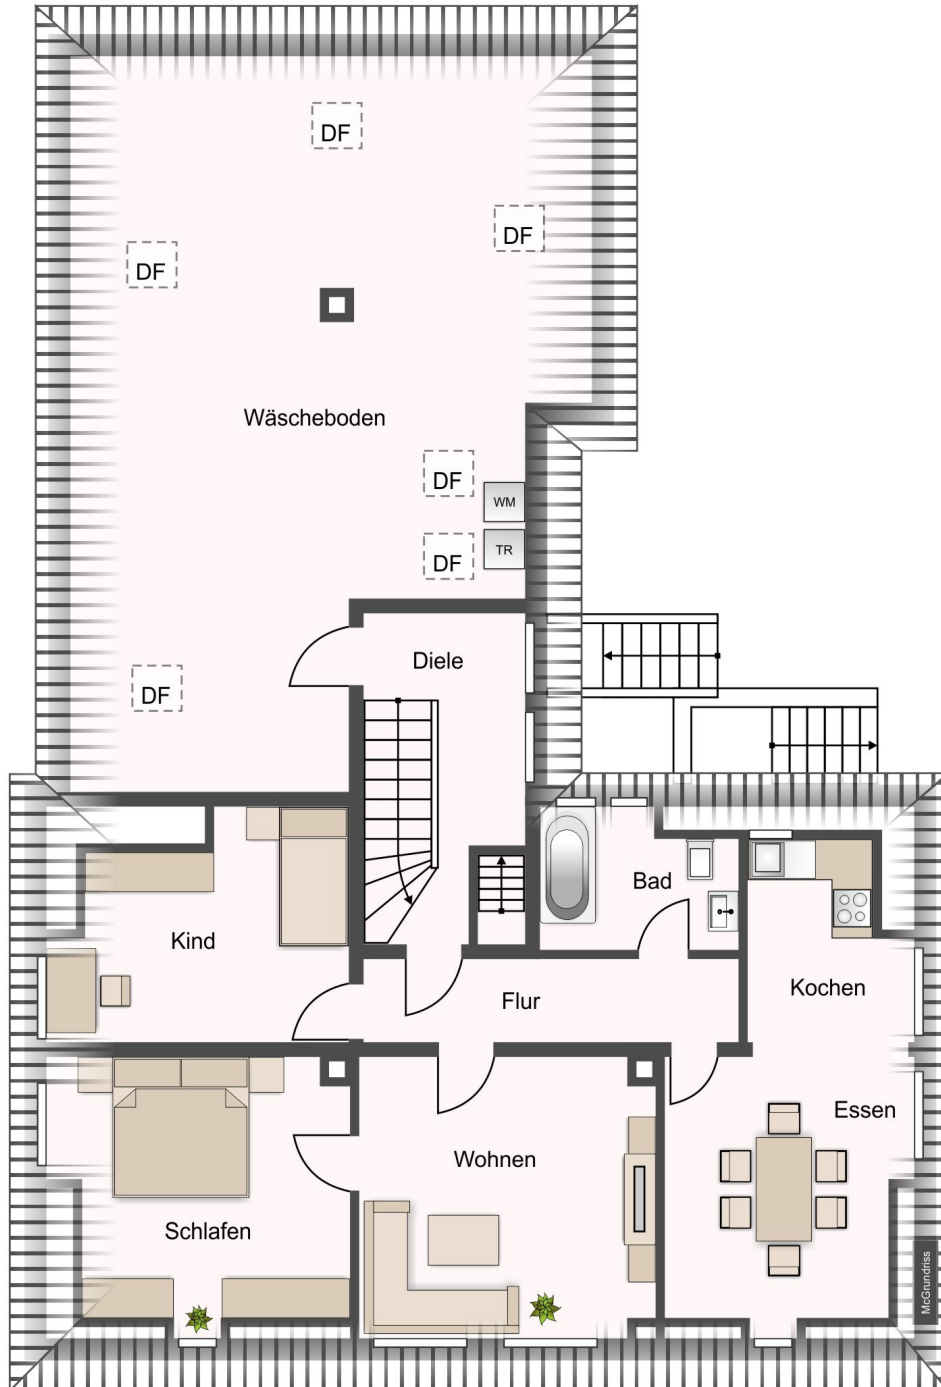 DF
DF
DF
Wäscheboden
DF
WM
TR
DF
Diele
DF
Bad
Kind
Kochen
Flur
Essen
Wohnen
Schlafen
McGrundriss